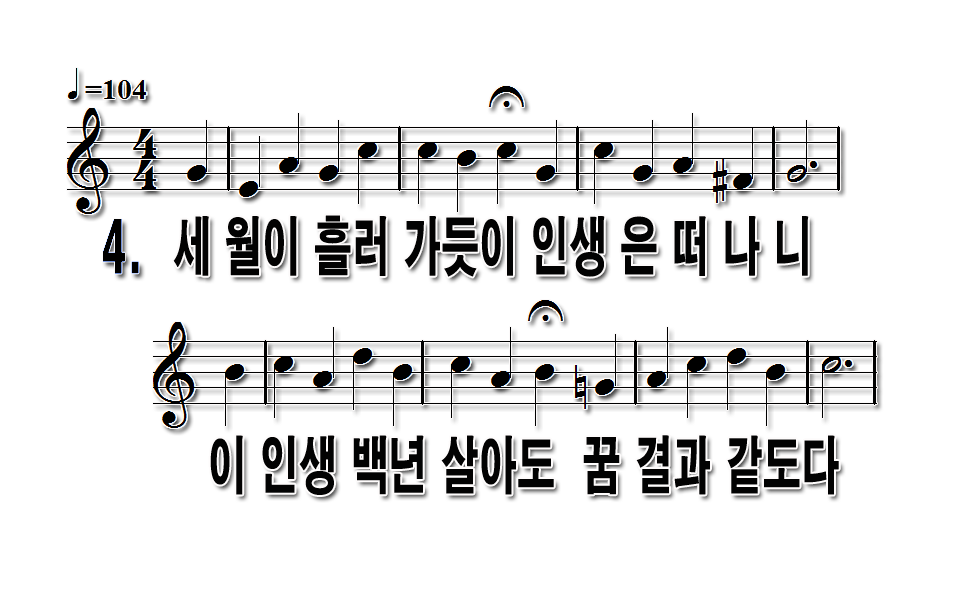 ♩=104
4. 세 월이 흘러 가듯이 인생 은 떠 나 니
이 인생 백년 살아도 꿈 결과 같도다